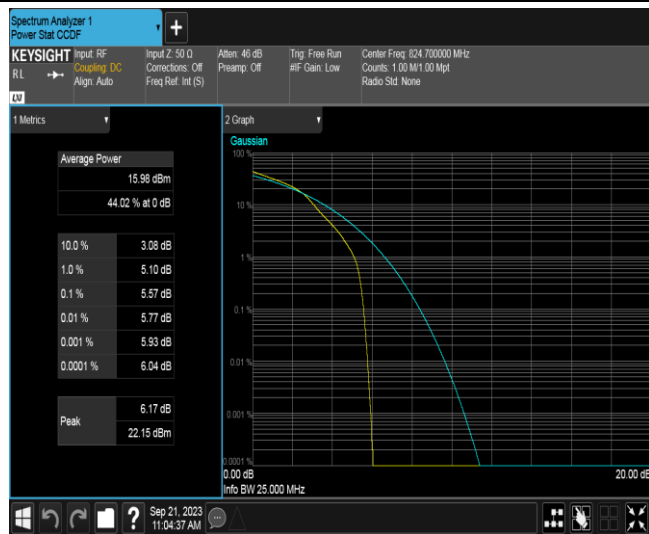 Spectrum Analyzer 1
Power Stat CCDF
+
KEYSIGHT
RL
LXI
Input: RF
Coupling: DC
Align: Auto
Input Z: 50 Ω
Corrections: Off
Freq Ref: Int (S)
Atten: 46 dB
Preamp: Off
Trig: Free Run
#IF Gain: Low
Center Freq: 824.700000 MHz
Counts: 1.00 M/1.00 Mpt
Radio Std: None
1 Metrics
Average Power
15.98 dBm
44.02 % at 0 dB
10.0 % 3.08 dB
1.0 % 5.10 dB
0.1 % 5.57 dB
0.01 % 5.77 dB
0.001 % 5.93 dB
0.0001 % 6.04 dB
Peak 6.17 dB
22.15 dBm
2 Graph
Gaussian
100 %
10 %
1 %
0.1 %
0.01 %
0.001 %
0.0001 %
0.00 dB 20.00 dB
Info BW 25.000 MHz
?
Sep 21, 2023
11:04:37 AM